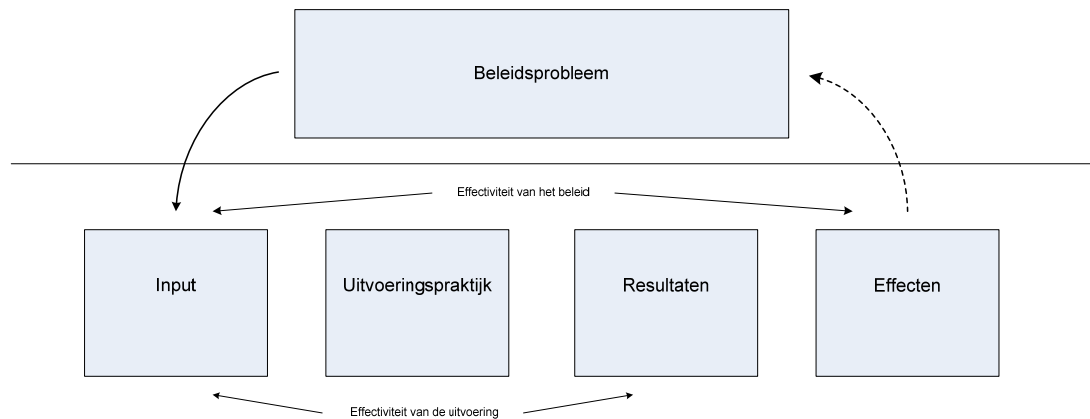 Beleidsprobleem
Effectiviteit van het beleid
Input
Uitvoeringspraktijk
Resultaten
Effecten
Effectiviteit van de uitvoering